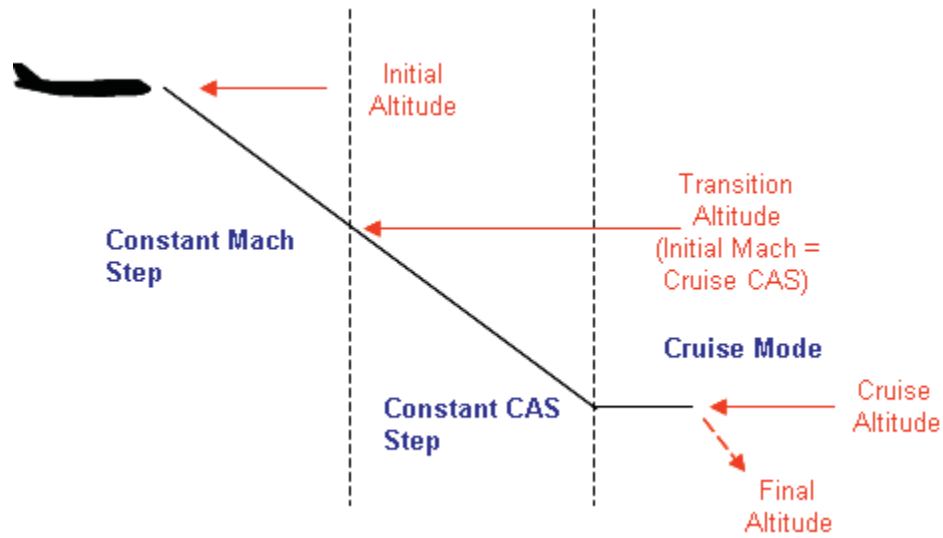 Initial
Altitude
Transition
Altitude
(Initial Mach =
Cruise CAS)
Constant Mach
Step
Cruise Mode
Constant CAS
Step
Cruise
Altitude
Final
Altitude